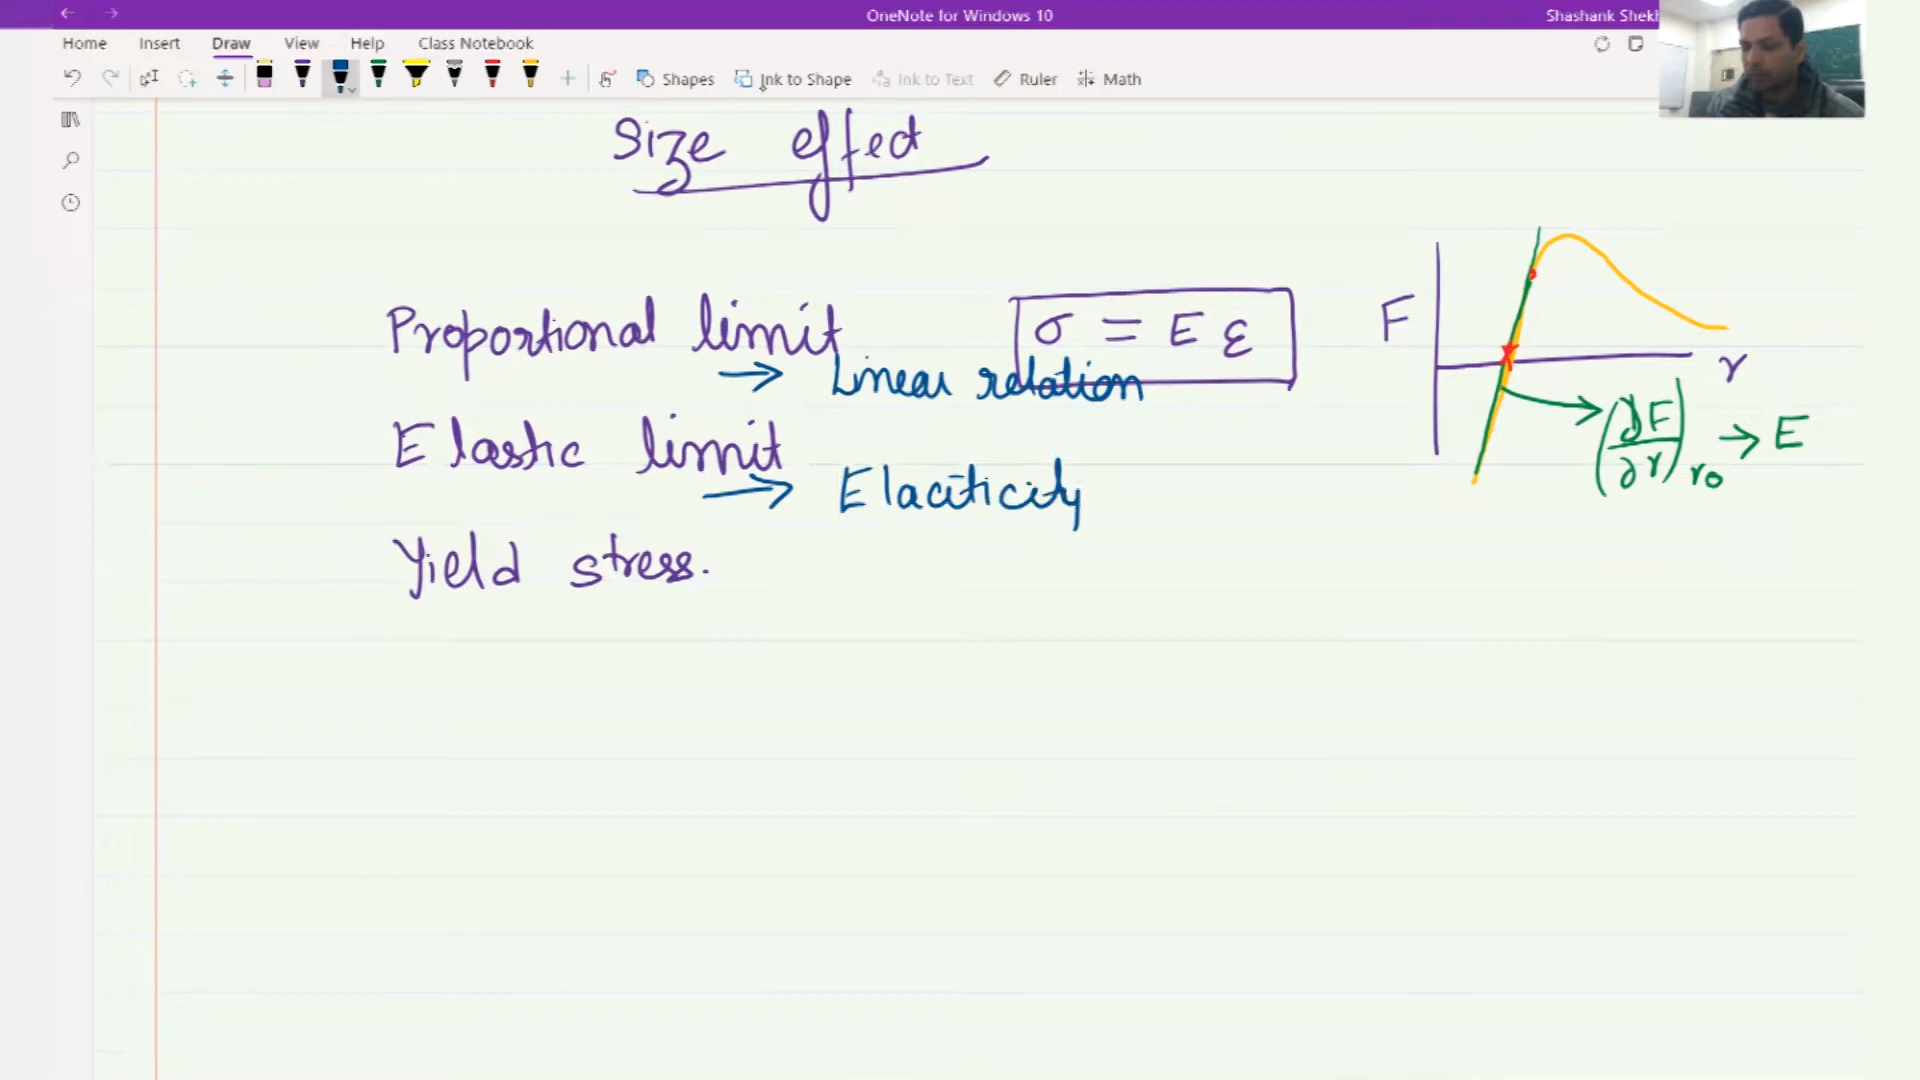 OneNote for Windows 10
Shashank Shekh
Home Insert Draw View Help Class Notebook
Shapes Ink to Shape Ink to Text Ruler Math
Size effect
Proportional limit σ = E ε
→ Linear relation
Elastic limit
→ Elaciticity
Yield stress.
F
r
(∂F/∂r)r₀ → E